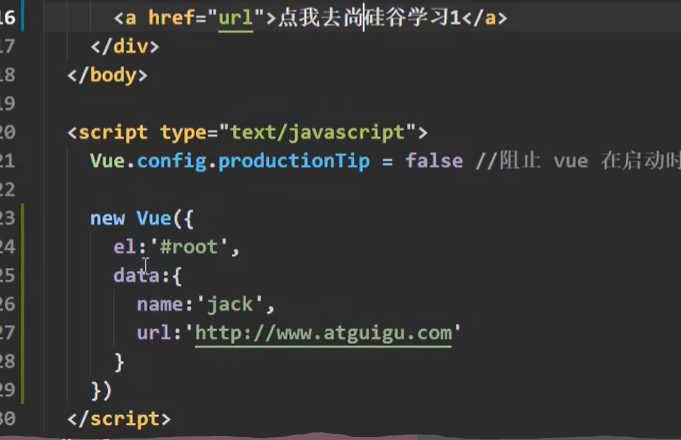 16 <a href="url">点我去尚硅谷学习1</a>
17 </div>
18 </body>
19
20 <script type="text/javascript">
21 Vue.config.productionTip = false //阻止 vue 在启动时
22
23 new Vue({
24 el:'#root',
25 data:{
26 name:'jack',
27 url:'http://www.atguigu.com'
28 }
29 })
30 </script>